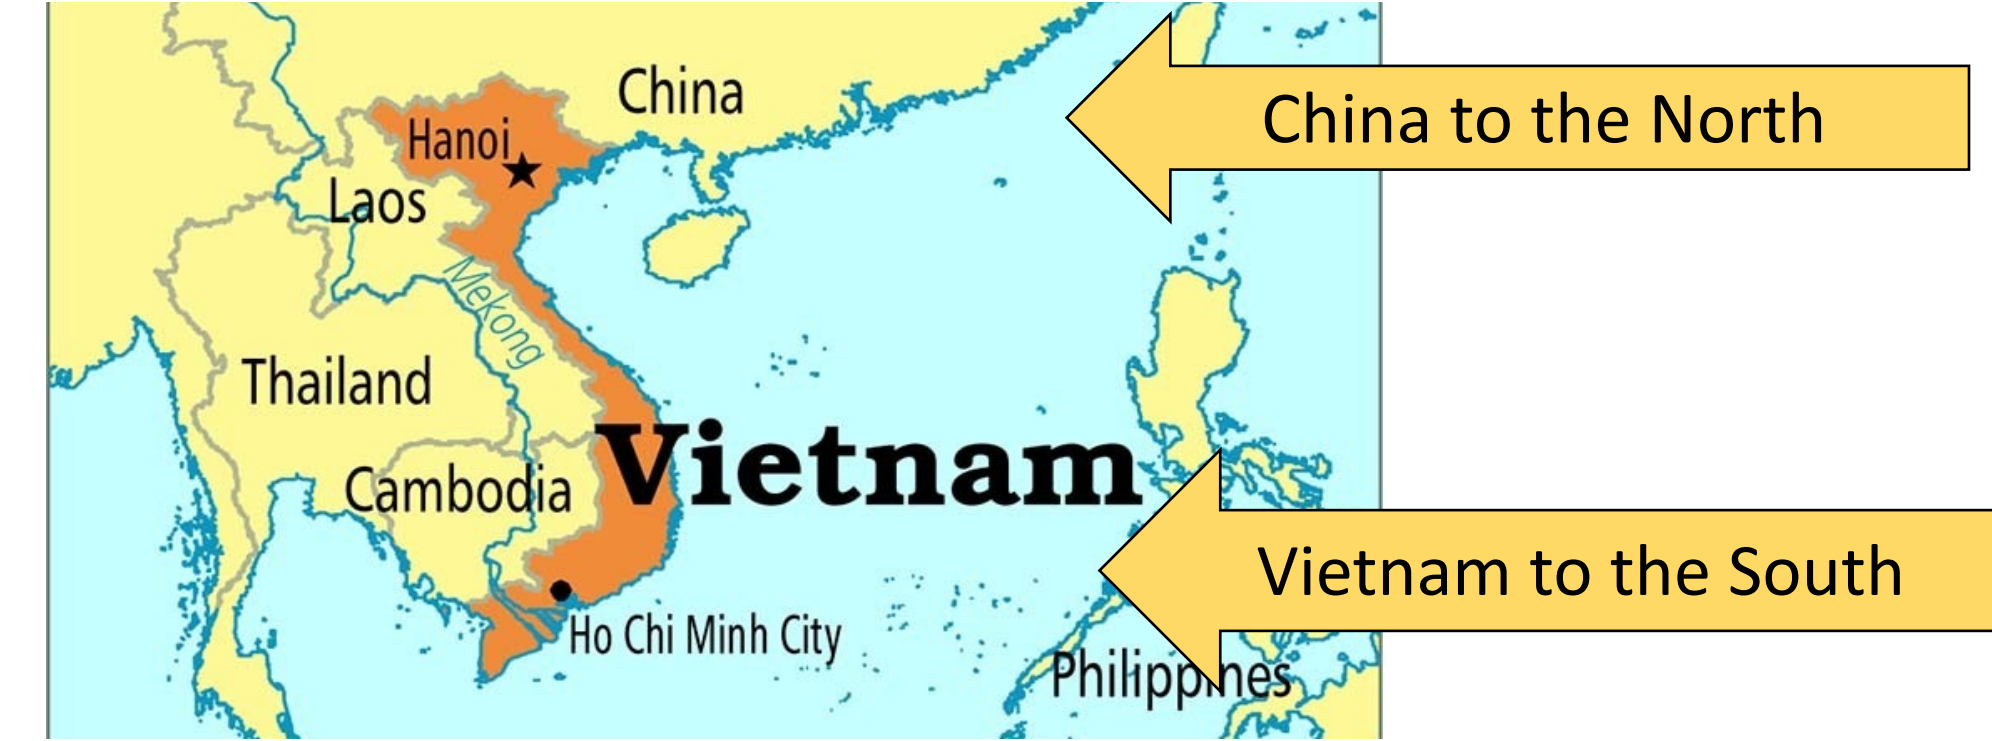 China
China to the North
Hanoi
Laos
Mekong
Thailand
Vietnam
Cambodia
Vietnam to the South
Ho Chi Minh City
Philippines